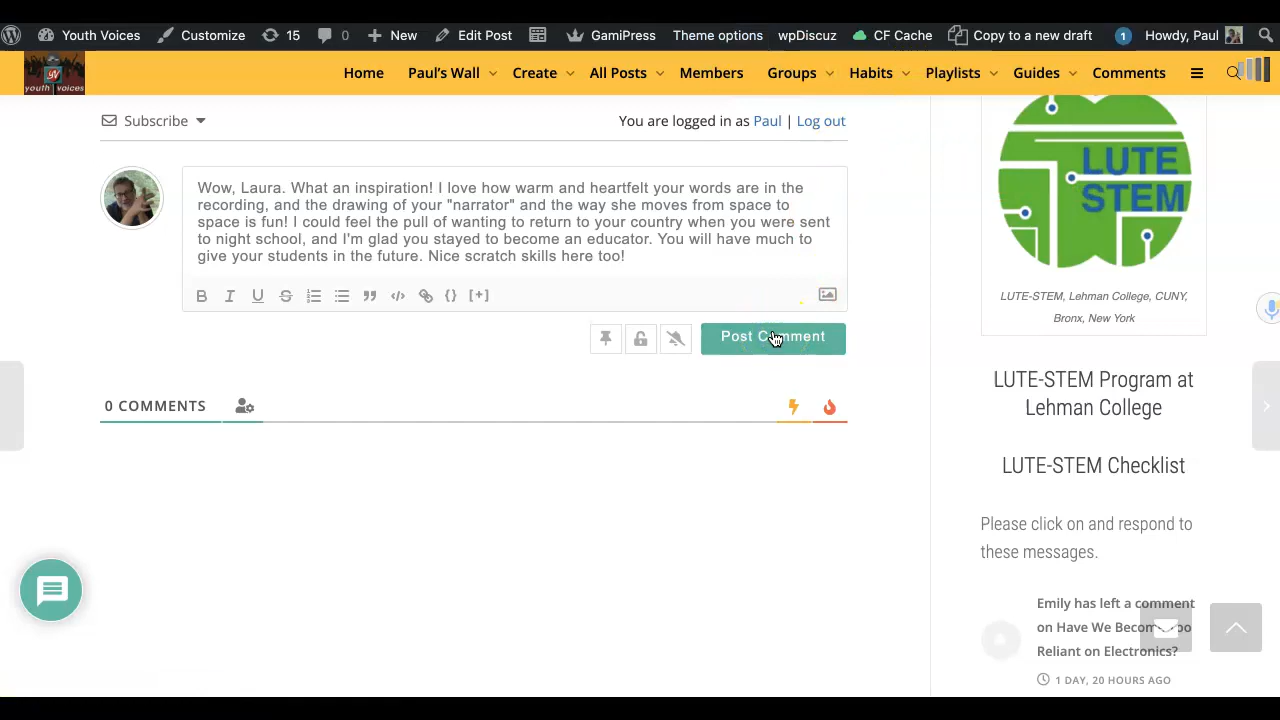 Youth Voices Customize 15 0 New Edit Post GamiPress Theme options wpDiscuz CF Cache Copy to a new draft 1 Howdy, Paul
youth voices
Home Paul's Wall Create All Posts Members Groups Habits Playlists Guides Comments
Subscribe
You are logged in as Paul | Log out
Wow, Laura. What an inspiration! I love how warm and heartfelt your words are in the
recording, and the drawing of your "narrator" and the way she moves from space to
space is fun! I could feel the pull of wanting to return to your country when you were sent
to night school, and I'm glad you stayed to become an educator. You will have much to
give your students in the future. Nice scratch skills here too!
B I U S {} [+]
Post Comment
0 COMMENTS
LUTE
STEM
LUTE-STEM, Lehman College, CUNY,
Bronx, New York
LUTE-STEM Program at
Lehman College
LUTE-STEM Checklist
Please click on and respond to
these messages.
Emily has left a comment
on Have We Become Too
Reliant on Electronics?
1 DAY, 20 HOURS AGO